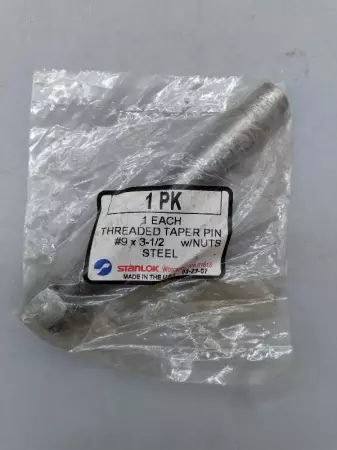 1 PK
1 EACH
THREADED TAPER PIN
#9 x 3-1/2 w/NUTS
STEEL
STANLOK
MADE IN THE